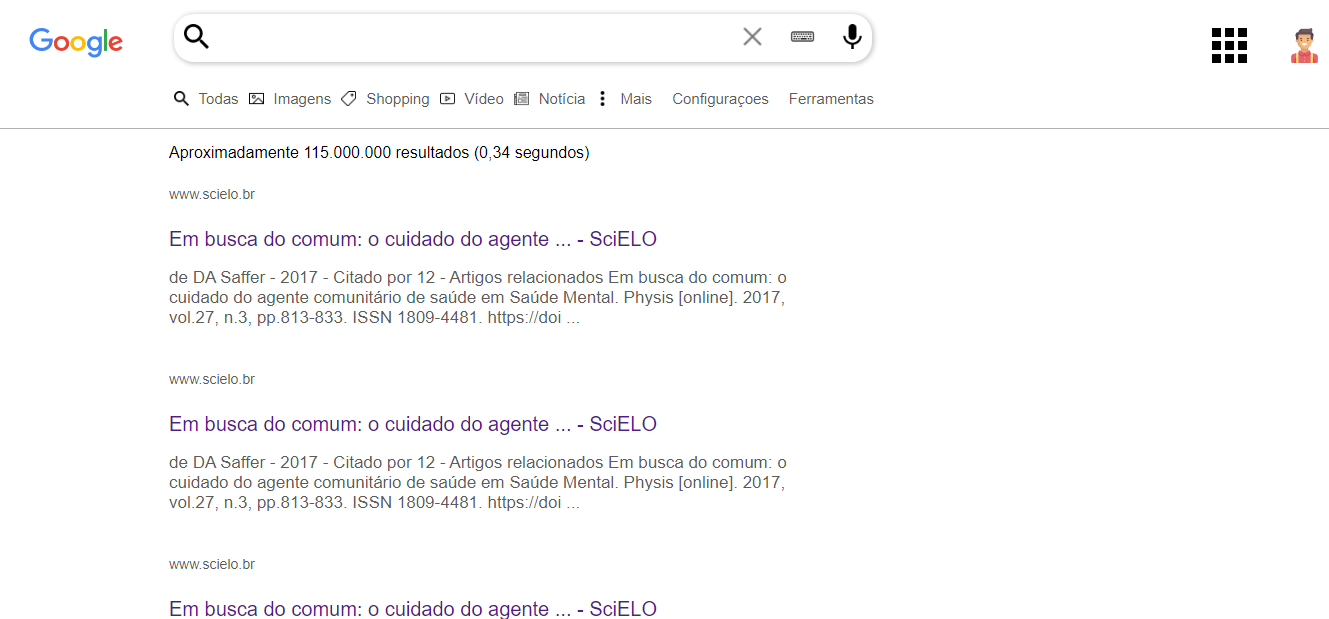 Google
Todas Imagens Shopping Vídeo Notícia Mais Configuraçoes Ferramentas
Aproximadamente 115.000.000 resultados (0,34 segundos)
www.scielo.br
Em busca do comum: o cuidado do agente ... - SciELO
de DA Saffer - 2017 - Citado por 12 - Artigos relacionados Em busca do comum: o
cuidado do agente comunitário de saúde em Saúde Mental. Physis [online]. 2017,
vol.27, n.3, pp.813-833. ISSN 1809-4481. https://doi ...
www.scielo.br
Em busca do comum: o cuidado do agente ... - SciELO
de DA Saffer - 2017 - Citado por 12 - Artigos relacionados Em busca do comum: o
cuidado do agente comunitário de saúde em Saúde Mental. Physis [online]. 2017,
vol.27, n.3, pp.813-833. ISSN 1809-4481. https://doi ...
www.scielo.br
Em busca do comum: o cuidado do agente ... - SciELO